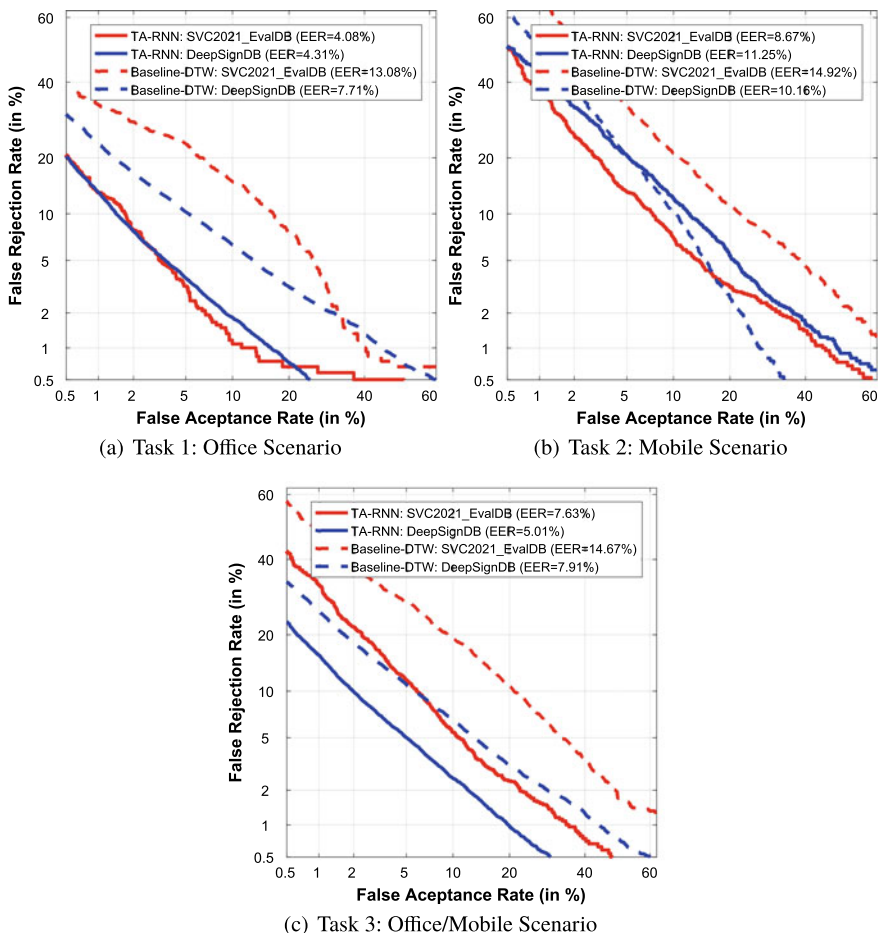 60
40
20
10
5
2
1
0.5
False Rejection Rate (in %)
TA-RNN: SVC2021_EvalDB (EER=4.08%)
TA-RNN: DeepSignDB (EER=4.31%)
Baseline-DTW: SVC2021_EvalDB (EER=13.08%)
Baseline-DTW: DeepSignDB (EER=7.71%)
0.5 1 2 5 10 20 40 60
False Aceptance Rate (in %)
(a) Task 1: Office Scenario
60
40
20
10
5
2
1
0.5
False Rejection Rate (in %)
TA-RNN: SVC2021_EvalDB (EER=8.67%)
TA-RNN: DeepSignDB (EER=11.25%)
Baseline-DTW: SVC2021_EvalDB (EER=14.92%)
Baseline-DTW: DeepSignDB (EER=10.16%)
0.5 1 2 5 10 20 40 60
False Aceptance Rate (in %)
(b) Task 2: Mobile Scenario
60
40
20
10
5
2
1
0.5
False Rejection Rate (in %)
TA-RNN: SVC2021_EvalDB (EER=7.63%)
TA-RNN: DeepSignDB (EER=5.01%)
Baseline-DTW: SVC2021_EvalDB (EER=14.67%)
Baseline-DTW: DeepSignDB (EER=7.91%)
0.5 1 2 5 10 20 40 60
False Aceptance Rate (in %)
(c) Task 3: Office/Mobile Scenario